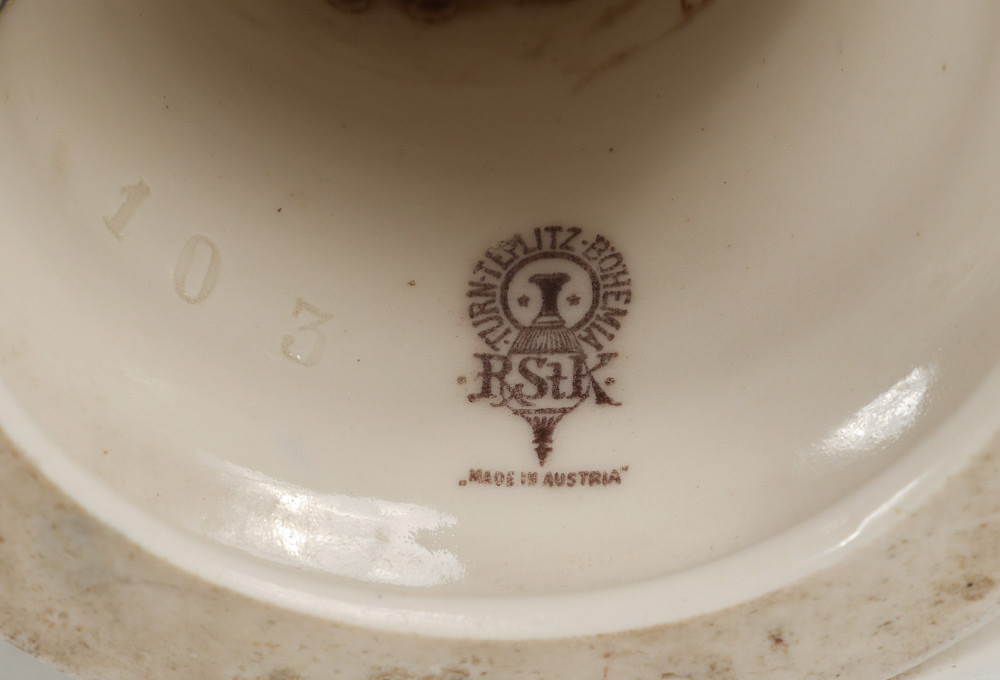 103
·TURN-TEPLITZ-BOHEMIA·
·RStK·
„MADE IN AUSTRIA"